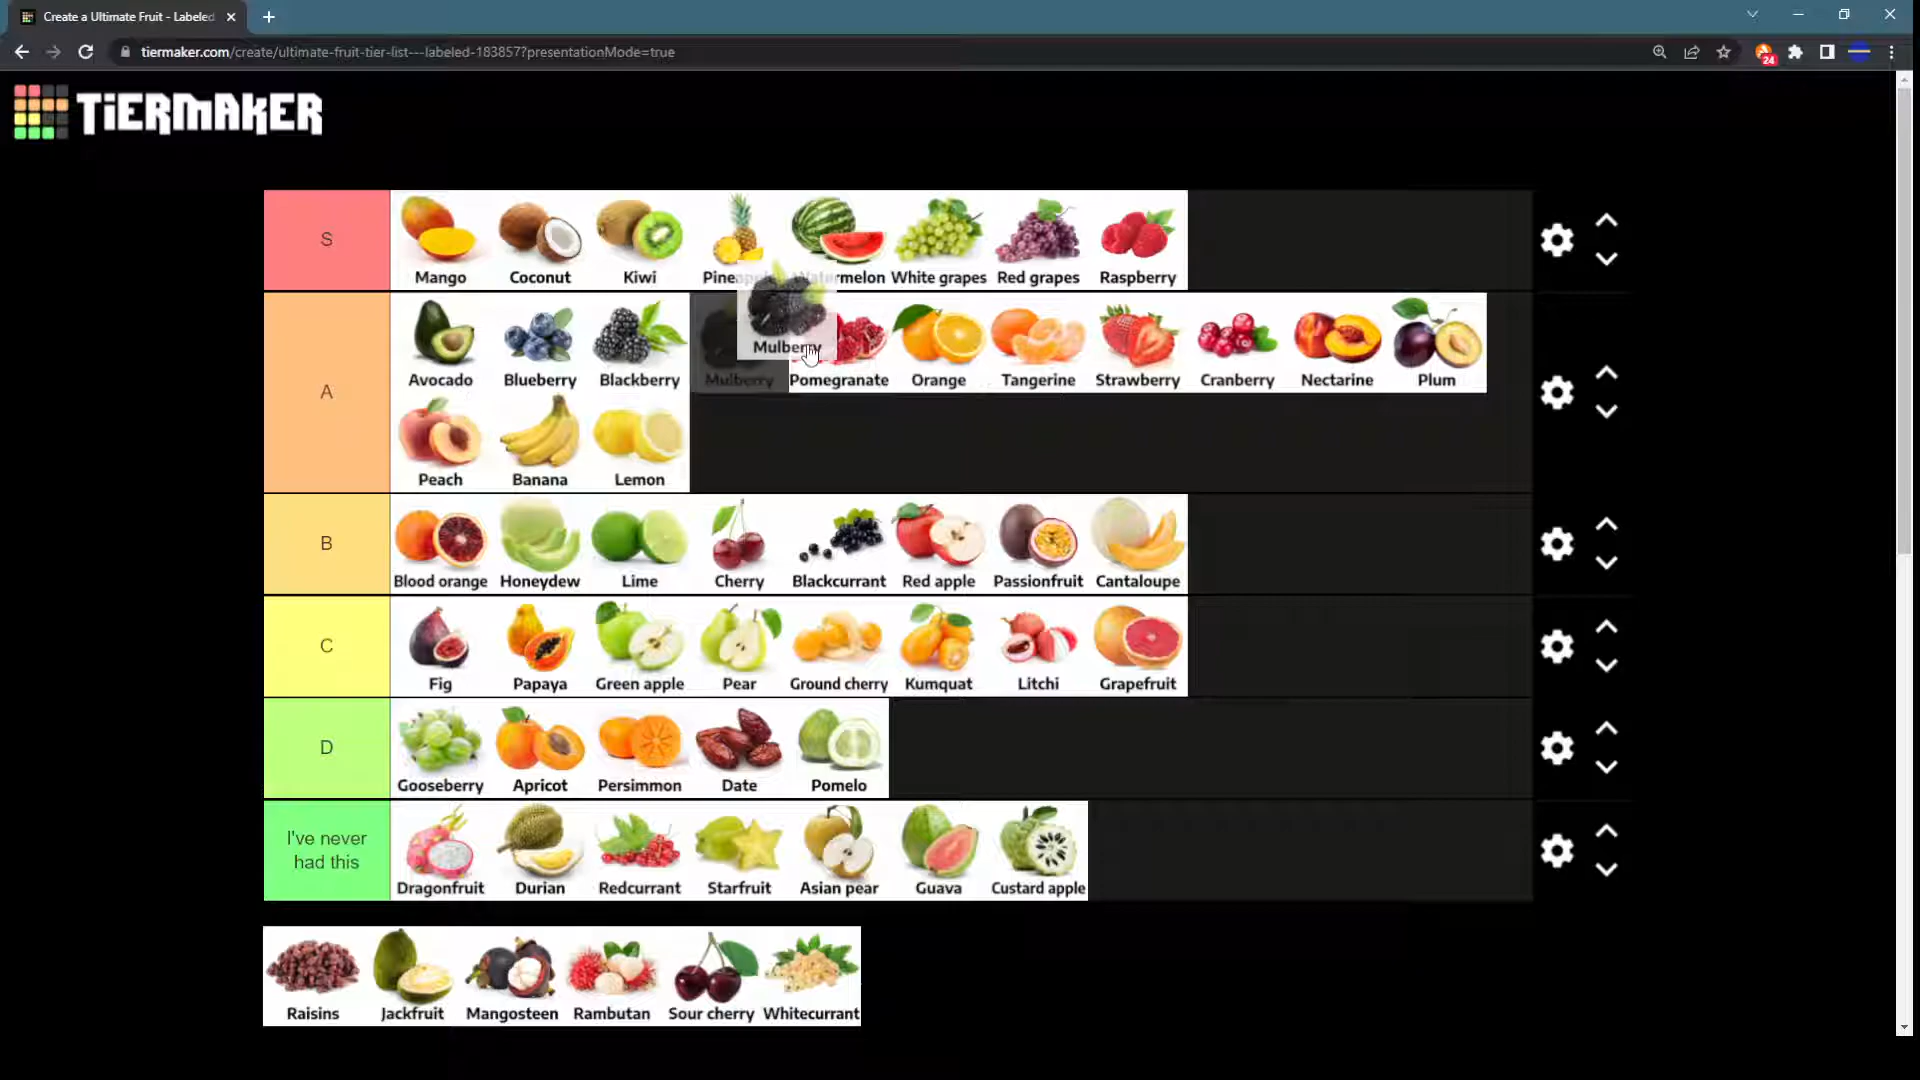 Create a Ultimate Fruit - Labeled
tiermaker.com/create/ultimate-fruit-tier-list---labeled-183857?presentationMode=true
24
TiERMAKER
S
Mango Coconut Kiwi Pineapple Watermelon White grapes Red grapes Raspberry
Mulberry
A
Avocado Blueberry Blackberry Mulberry Pomegranate Orange Tangerine Strawberry Cranberry Nectarine Plum
Peach Banana Lemon
B
Blood orange Honeydew Lime Cherry Blackcurrant Red apple Passionfruit Cantaloupe
C
Fig Papaya Green apple Pear Ground cherry Kumquat Litchi Grapefruit
D
Gooseberry Apricot Persimmon Date Pomelo
I've never
had this
Dragonfruit Durian Redcurrant Starfruit Asian pear Guava Custard apple
Raisins Jackfruit Mangosteen Rambutan Sour cherry Whitecurrant